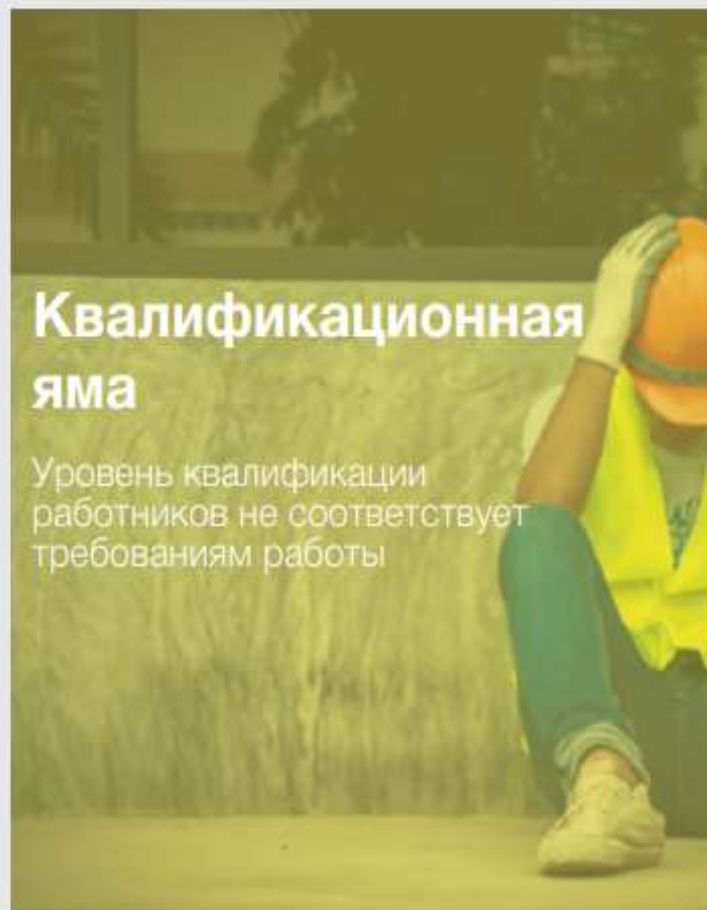 Квалификационная
яма
Уровень квалификации
работников не соответствует
требованиям работы